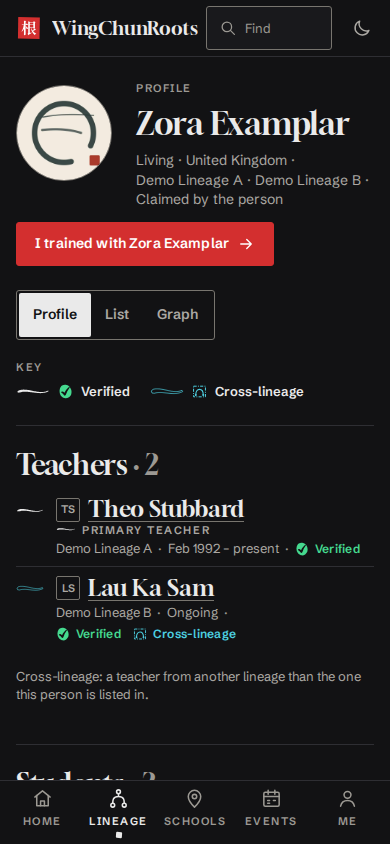 根 WingChunRoots Find
PROFILE
Zora Examplar
Living · United Kingdom ·
Demo Lineage A · Demo Lineage B ·
Claimed by the person
I trained with Zora Examplar →
Profile List Graph
KEY
Verified Cross-lineage
Teachers · 2
TS Theo Stubbard
PRIMARY TEACHER
Demo Lineage A · Feb 1992 – present · Verified
LS Lau Ka Sam
Demo Lineage B · Ongoing ·
Verified Cross-lineage
Cross-lineage: a teacher from another lineage than the one
this person is listed in.
Students · 2
HOME LINEAGE SCHOOLS EVENTS ME